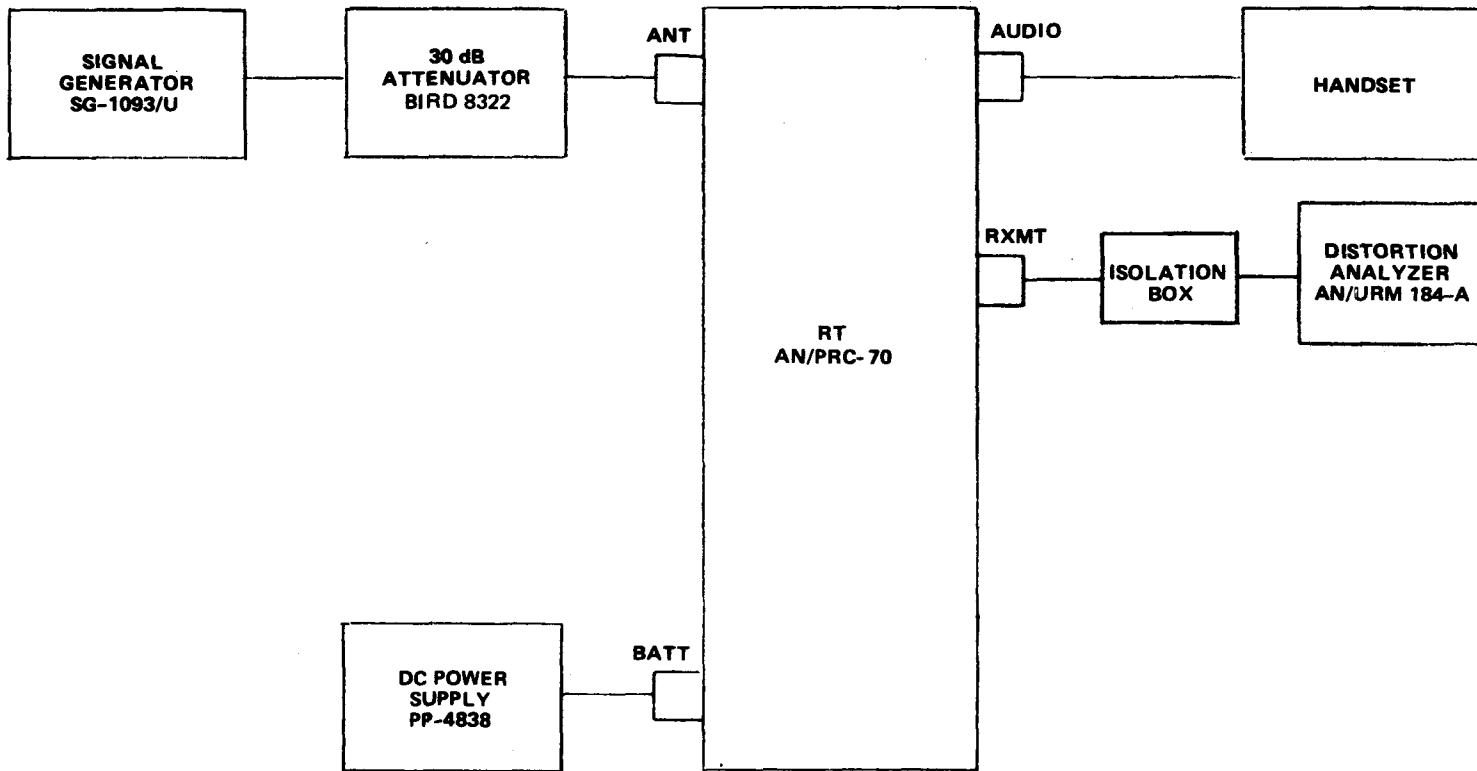 SIGNAL
GENERATOR
SG-1093/U
30 dB
ATTENUATOR
BIRD 8322
ANT
AUDIO
HANDSET
RXMT
ISOLATION
BOX
DISTORTION
ANALYZER
AN/URM 184-A
RT
AN/PRC-70
BATT
DC POWER
SUPPLY
PP-4838